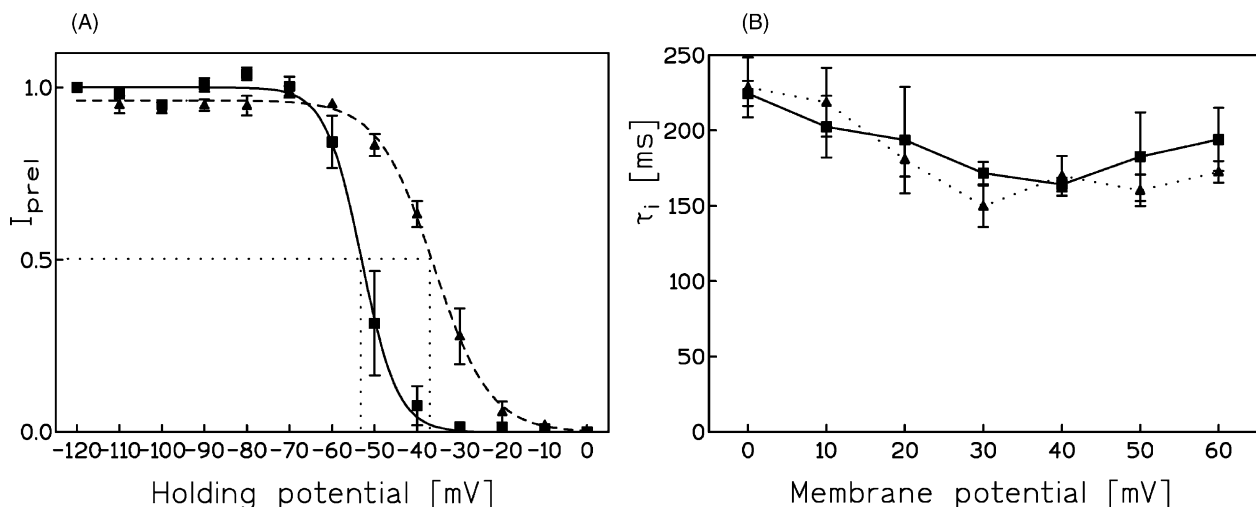 (A)
(B)
1.0
0.5
0.0
I_prel
-120 -110 -100 -90 -80 -70 -60 -50 -40 -30 -20 -10 0
Holding potential [mV]
250
200
150
100
50
0
τ_i [ms]
0 10 20 30 40 50 60
Membrane potential [mV]